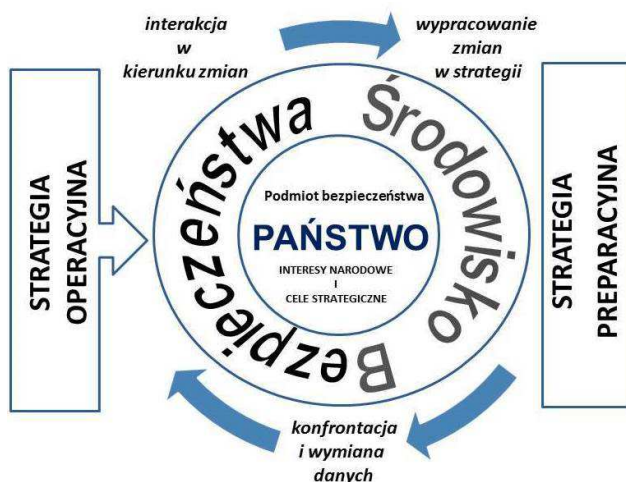 interakcja
w
kierunku zmian
wypracowanie
zmian
w strategii
STRATEGIA
OPERACYJNA
Środowisko
Bezpieczeństwa
Podmiot bezpieczeństwa
PAŃSTWO
INTERESY NARODOWE
I
CELE STRATEGICZNE
STRATEGIA
PREPARACYJNA
konfrontacja
i wymiana
danych